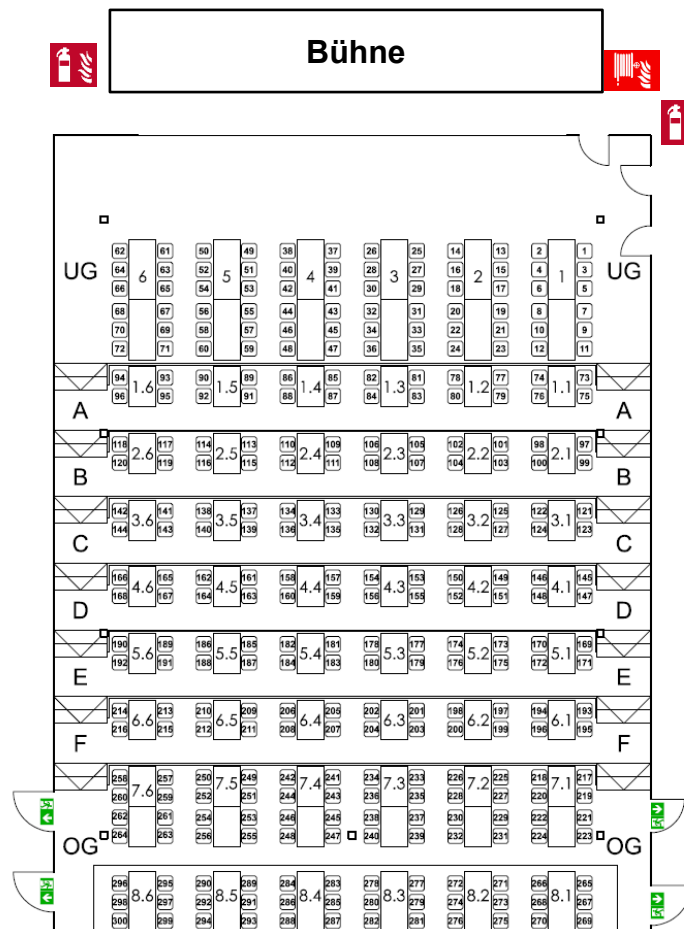 Bühne
62 61 50 49 38 37 26 25 14 13 2 1
UG 64 6 63 52 5 51 40 4 39 28 3 27 16 2 15 4 1 3 UG
66 65 54 53 42 41 30 29 18 17 6 5
68 67 56 55 44 43 32 31 20 19 8 7
70 69 58 57 46 45 34 33 22 21 10 9
72 71 60 59 48 47 36 35 24 23 12 11
94 1.6 93 90 1.5 89 86 1.4 85 82 1.3 81 78 1.2 77 74 1.1 73
96 95 92 91 88 87 84 83 80 79 76 75
A A
118 2.6 117 114 2.5 113 110 2.4 109 106 2.3 105 102 2.2 101 98 2.1 97
120 119 116 115 112 111 108 107 104 103 100 99
B B
142 3.6 141 138 3.5 137 134 3.4 133 130 3.3 129 126 3.2 125 122 3.1 121
144 143 140 139 136 135 132 131 128 127 124 123
C C
166 4.6 165 162 4.5 161 158 4.4 157 154 4.3 153 150 4.2 149 146 4.1 145
168 167 164 163 160 159 156 155 152 151 148 147
D D
190 5.6 189 186 5.5 185 182 5.4 181 178 5.3 177 174 5.2 173 170 5.1 169
192 191 188 187 184 183 180 179 176 175 172 171
E E
214 6.6 213 210 6.5 209 206 6.4 205 202 6.3 201 198 6.2 197 194 6.1 193
216 215 212 211 208 207 204 203 200 199 196 195
F F
258 7.6 257 250 7.5 249 242 7.4 241 234 7.3 233 226 7.2 225 218 7.1 217
260 259 252 251 244 243 236 235 228 227 220 219
262 261 254 253 246 245 238 237 230 229 222 221
OG 264 263 256 255 248 247 240 239 232 231 224 223 OG
296 295 290 289 284 283 278 277 272 271 266 265
298 8.6 297 292 8.5 291 286 8.4 285 280 8.3 279 274 8.2 273 268 8.1 267
300 299 294 293 288 287 282 281 276 275 270 269